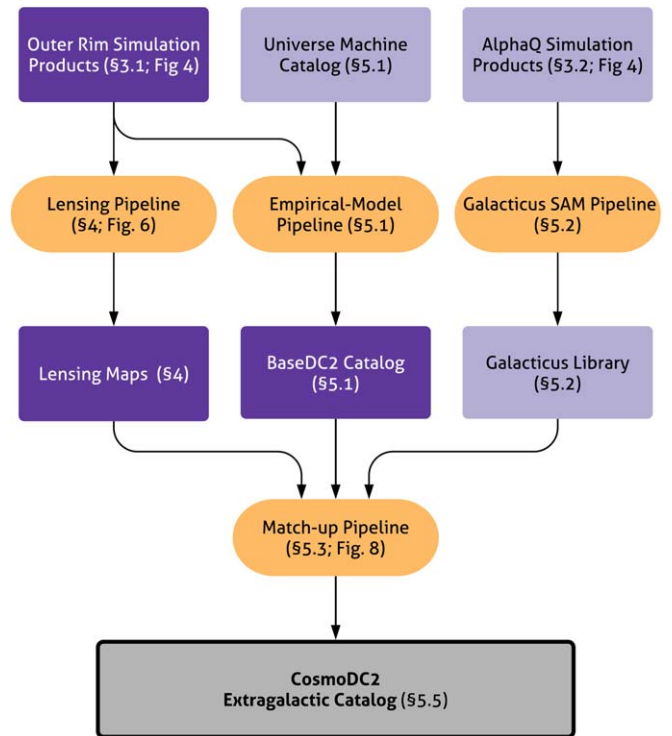 Outer Rim Simulation
Products (§3.1; Fig 4)
Universe Machine
Catalog (§5.1)
AlphaQ Simulation
Products (§3.2; Fig 4)
Lensing Pipeline
(§4; Fig. 6)
Empirical-Model
Pipeline (§5.1)
Galacticus SAM Pipeline
(§5.2)
Lensing Maps (§4)
BaseDC2 Catalog
(§5.1)
Galacticus Library
(§5.2)
Match-up Pipeline
(§5.3; Fig. 8)
CosmoDC2
Extragalactic Catalog (§5.5)